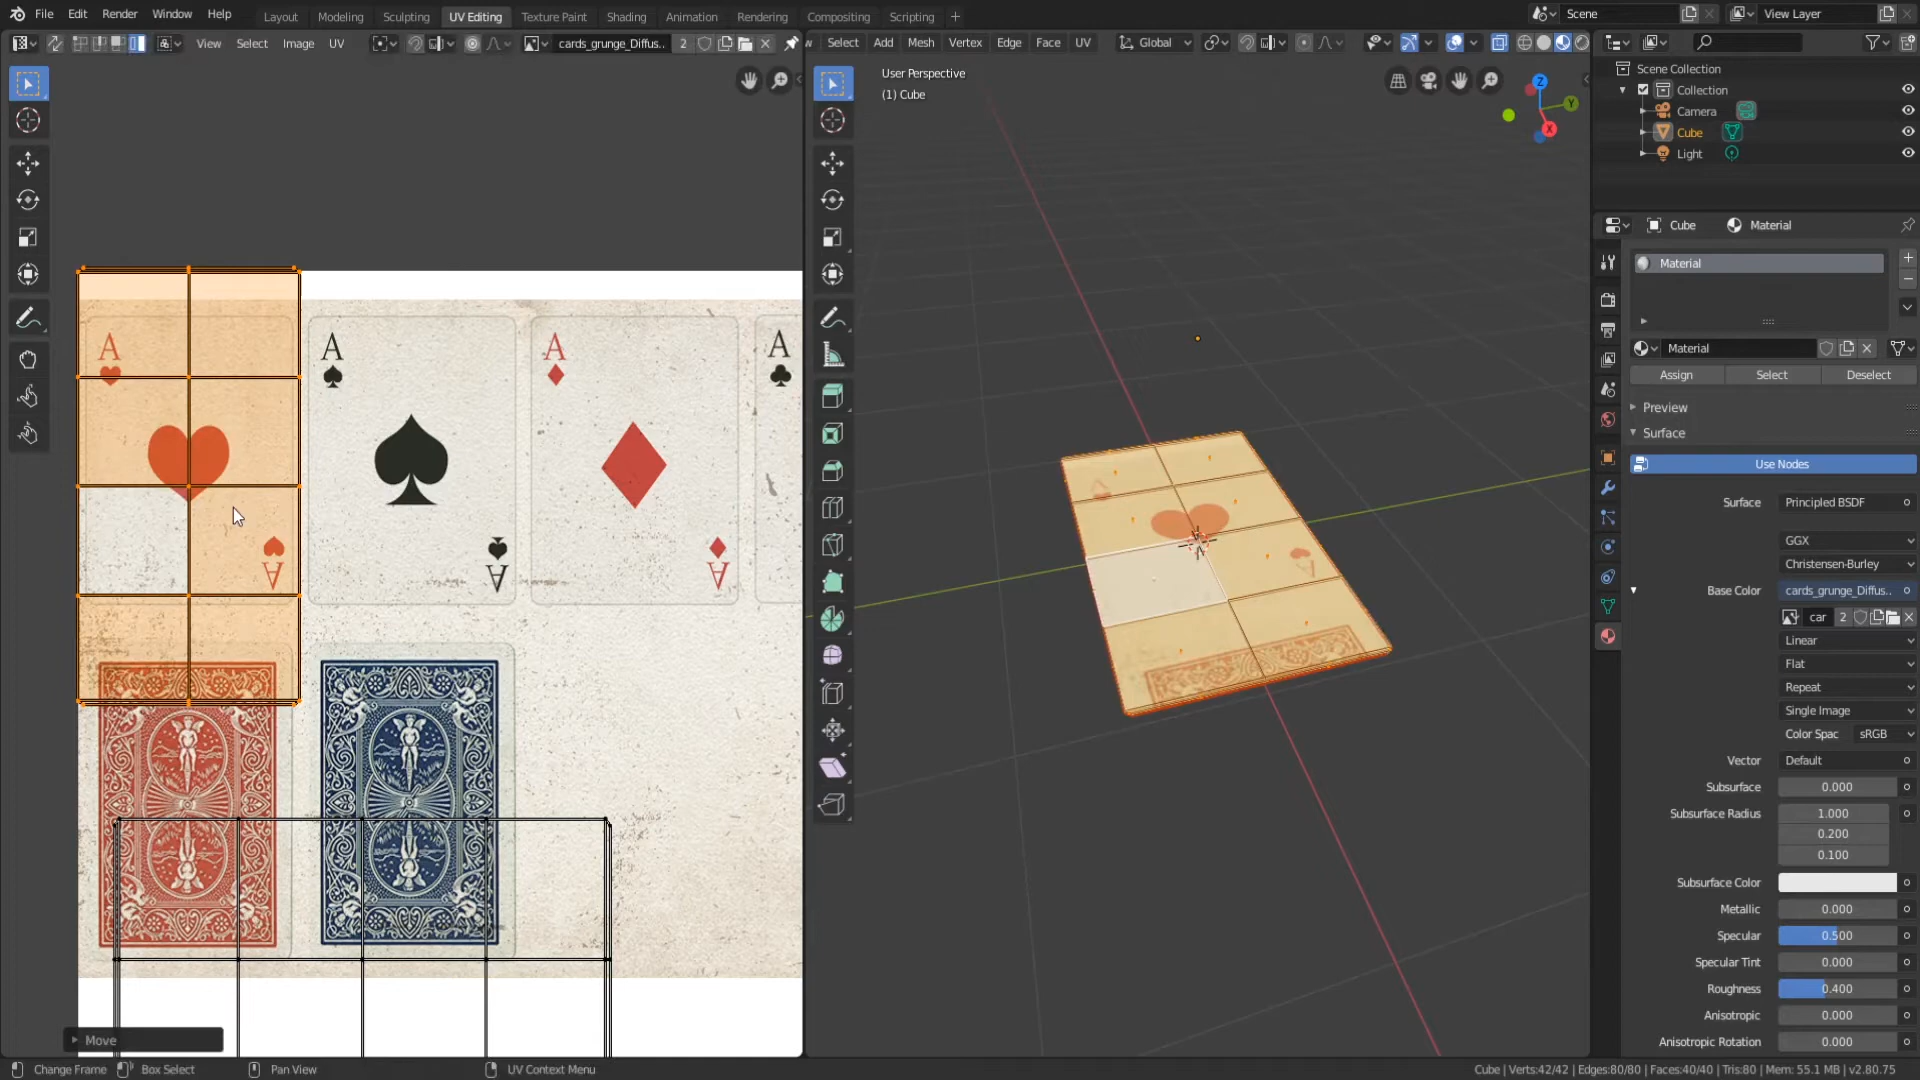 File Edit Render Window Help Layout Modeling Sculpting UV Editing Texture Paint Shading Animation Rendering Compositing Scripting + Scene View Layer
View Select Image UV cards_grunge_Diffus.. 2
Select Add Mesh Vertex Edge Face UV Global
User Perspective
(1) Cube
Z
Y
X
Scene Collection
Collection
Camera
Cube
Light
Cube Material
Material
Material
Assign Select Deselect
Preview
Surface
Use Nodes
Surface Principled BSDF
GGX
Christensen-Burley
Base Color cards_grunge_Diffus..
car 2
Linear
Flat
Repeat
Single Image
Color Spac sRGB
Vector Default
Subsurface 0.000
Subsurface Radius 1.000
0.200
0.100
Subsurface Color
Metallic 0.000
Specular 0.500
Specular Tint 0.000
Roughness 0.400
Anisotropic 0.000
Anisotropic Rotation 0.000
A A A A
A A A
Move
Change Frame Box Select Pan View UV Context Menu
Cube | Verts:42/42 | Edges:80/80 | Faces:40/40 | Tris:80 | Mem: 55.1 MB | v2.80.75